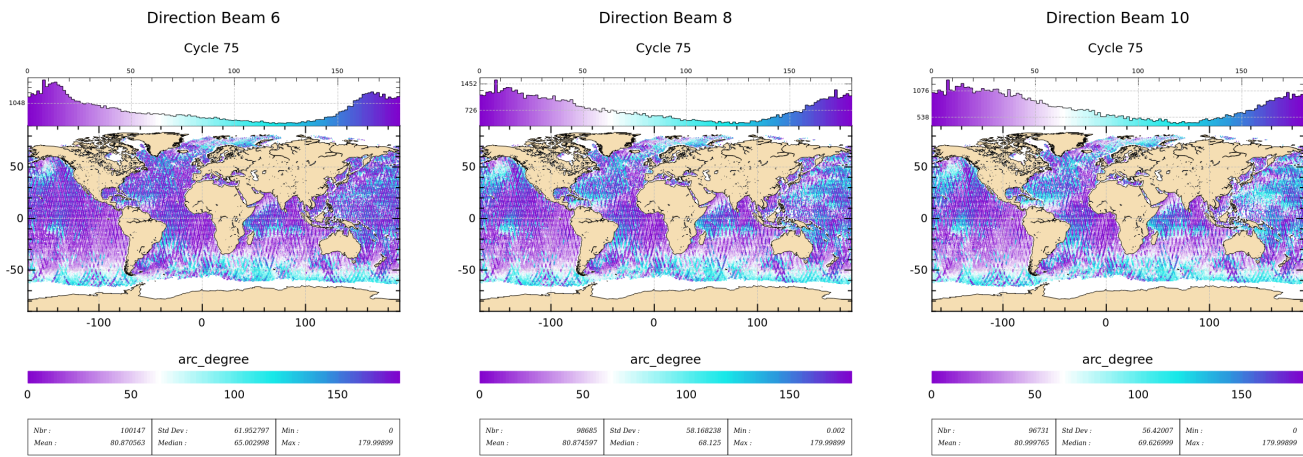 Direction Beam 6
Cycle 75
0 50 100 150
1048
50
0
-50
-100 0 100
arc_degree
0 50 100 150
Nbr : 100147 Std Dev : 61.952797 Min : 0
Mean : 80.870563 Median : 65.002998 Max : 179.99899
Direction Beam 8
Cycle 75
0 50 100 150
1452
726
50
0
-50
-100 0 100
arc_degree
0 50 100 150
Nbr : 98685 Std Dev : 58.168238 Min : 0.002
Mean : 80.874597 Median : 68.125 Max : 179.99899
Direction Beam 10
Cycle 75
0 50 100 150
1076
538
50
0
-50
-100 0 100
arc_degree
0 50 100 150
Nbr : 96731 Std Dev : 56.42007 Min : 0
Mean : 80.999765 Median : 69.626999 Max : 179.99899